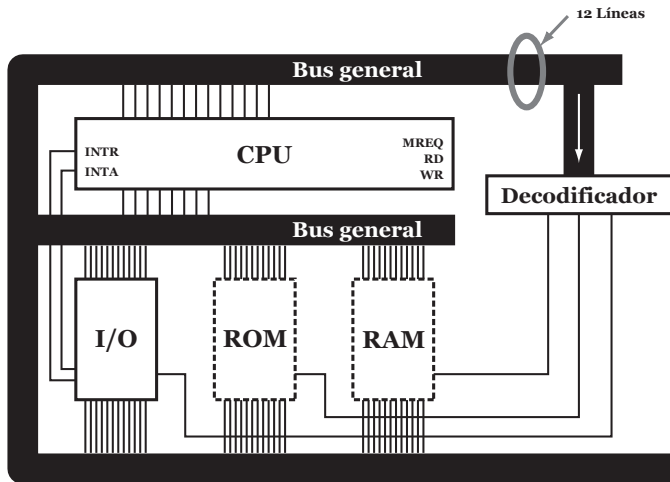 12 Líneas
Bus general
INTR
INTA
CPU
MREQ
RD
WR
Decodificador
Bus general
I/O
ROM
RAM